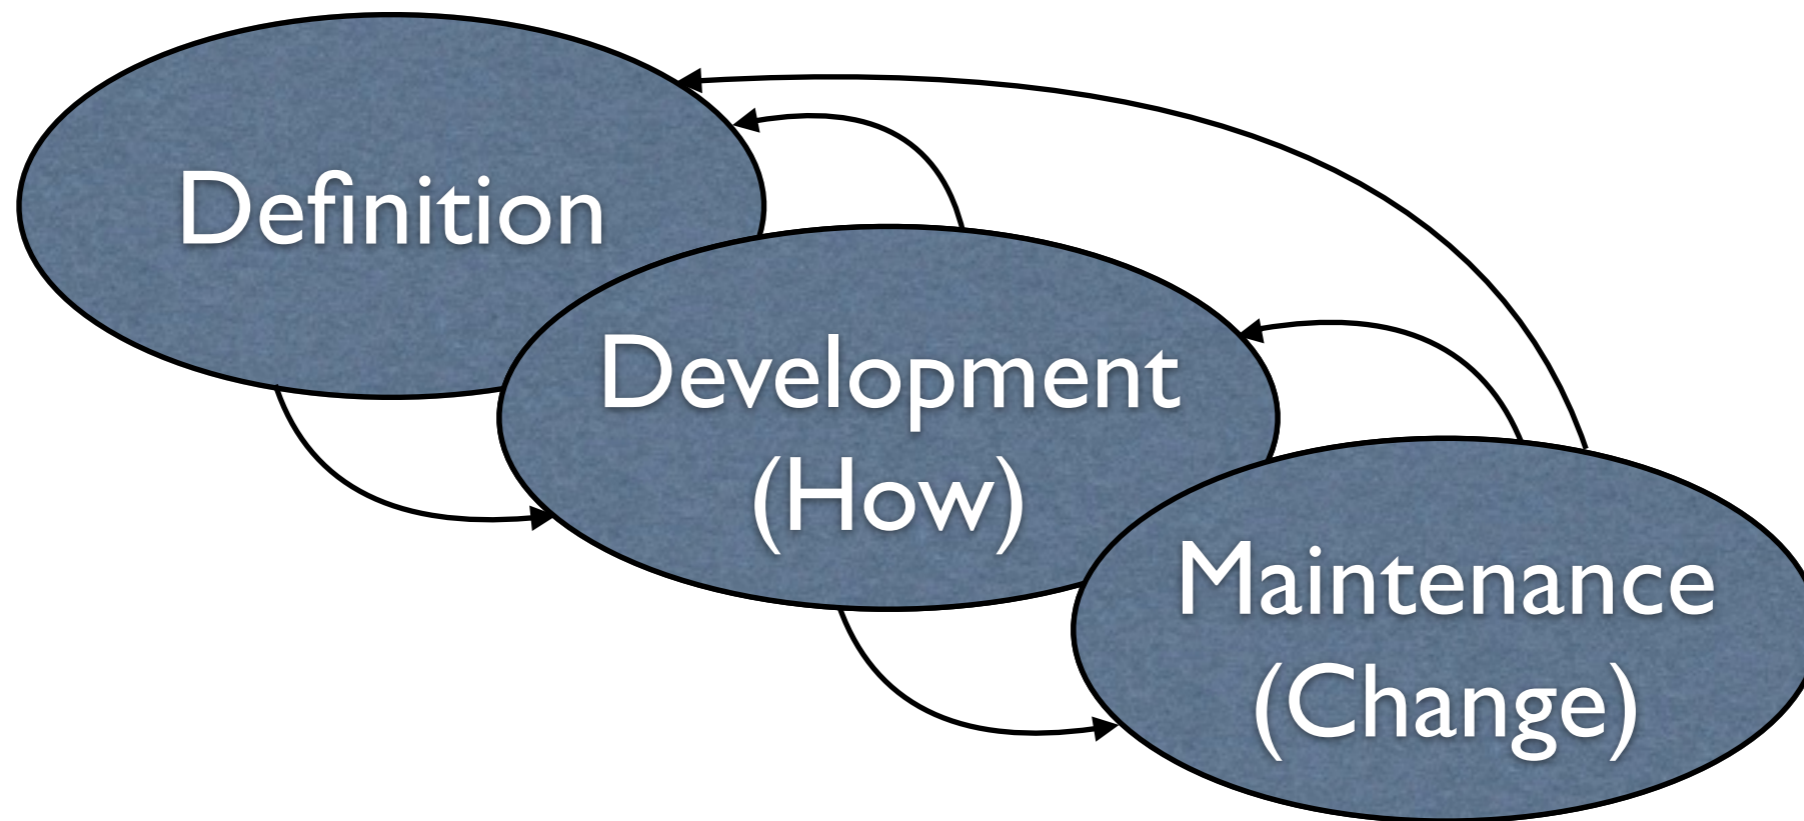 Definition
Development
(How)
Maintenance
(Change)